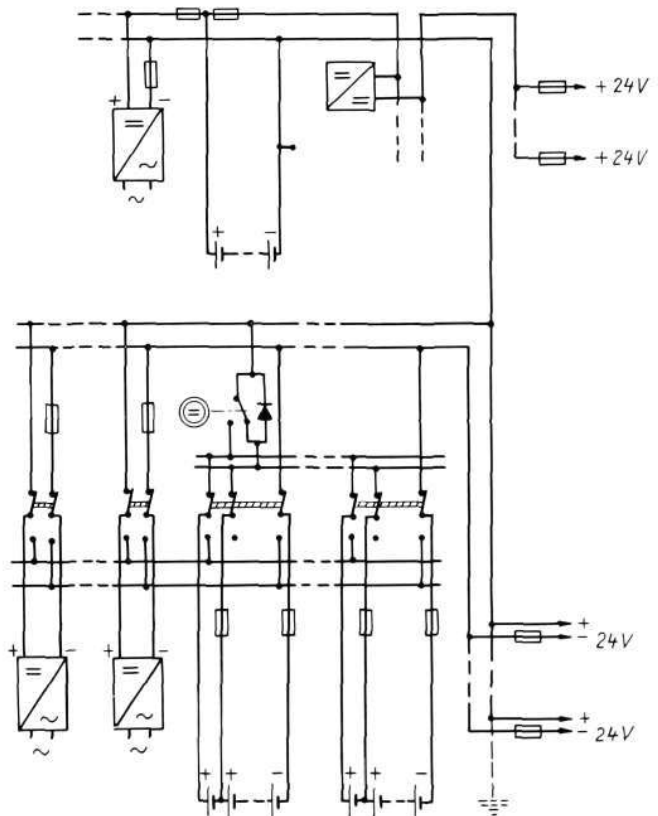 + 24V
+ -
+ 24V
+ -
+
- 24V
+ - + -
+
- 24V
+ + - + + -